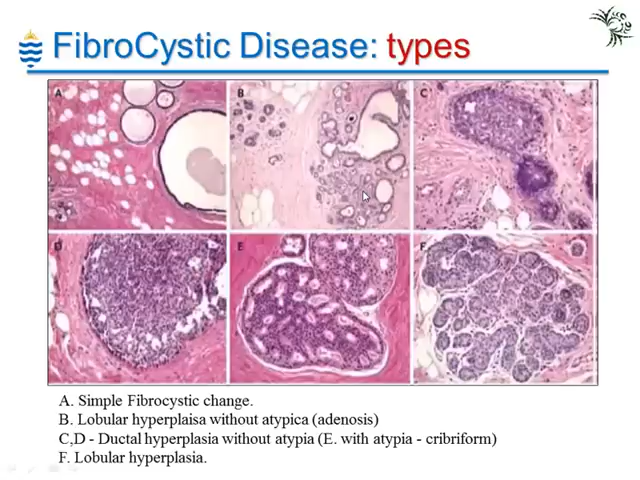 FibroCystic Disease: types
A
B
C
D
E
F
A. Simple Fibrocystic change.
B. Lobular hyperplaisa without atypica (adenosis)
C,D - Ductal hyperplasia without atypia (E. with atypia - cribriform)
F. Lobular hyperplasia.